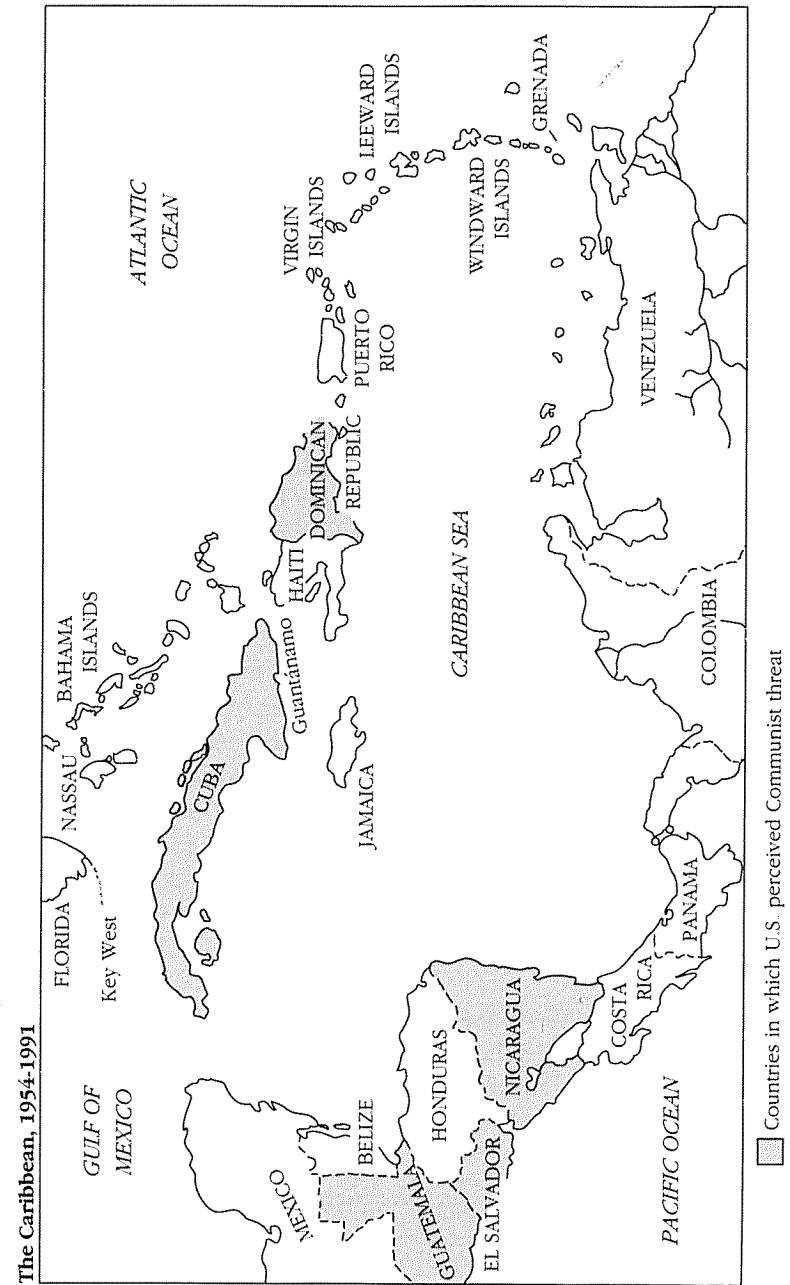 The Caribbean, 1954-1991
GULF OF
MEXICO
FLORIDA
Key West
NASSAU
BAHAMA
ISLANDS
ATLANTIC
OCEAN
CUBA
Guantánamo
HAITI
DOMINICAN
REPUBLIC
PUERTO
RICO
VIRGIN
ISLANDS
LEEWARD
ISLANDS
JAMAICA
MEXICO
BELIZE
GUATEMALA
HONDURAS
EL SALVADOR
NICARAGUA
CARIBBEAN SEA
WINDWARD
ISLANDS
GRENADA
COSTA
RICA
PANAMA
COLOMBIA
VENEZUELA
PACIFIC OCEAN
Countries in which U.S. perceived Communist threat